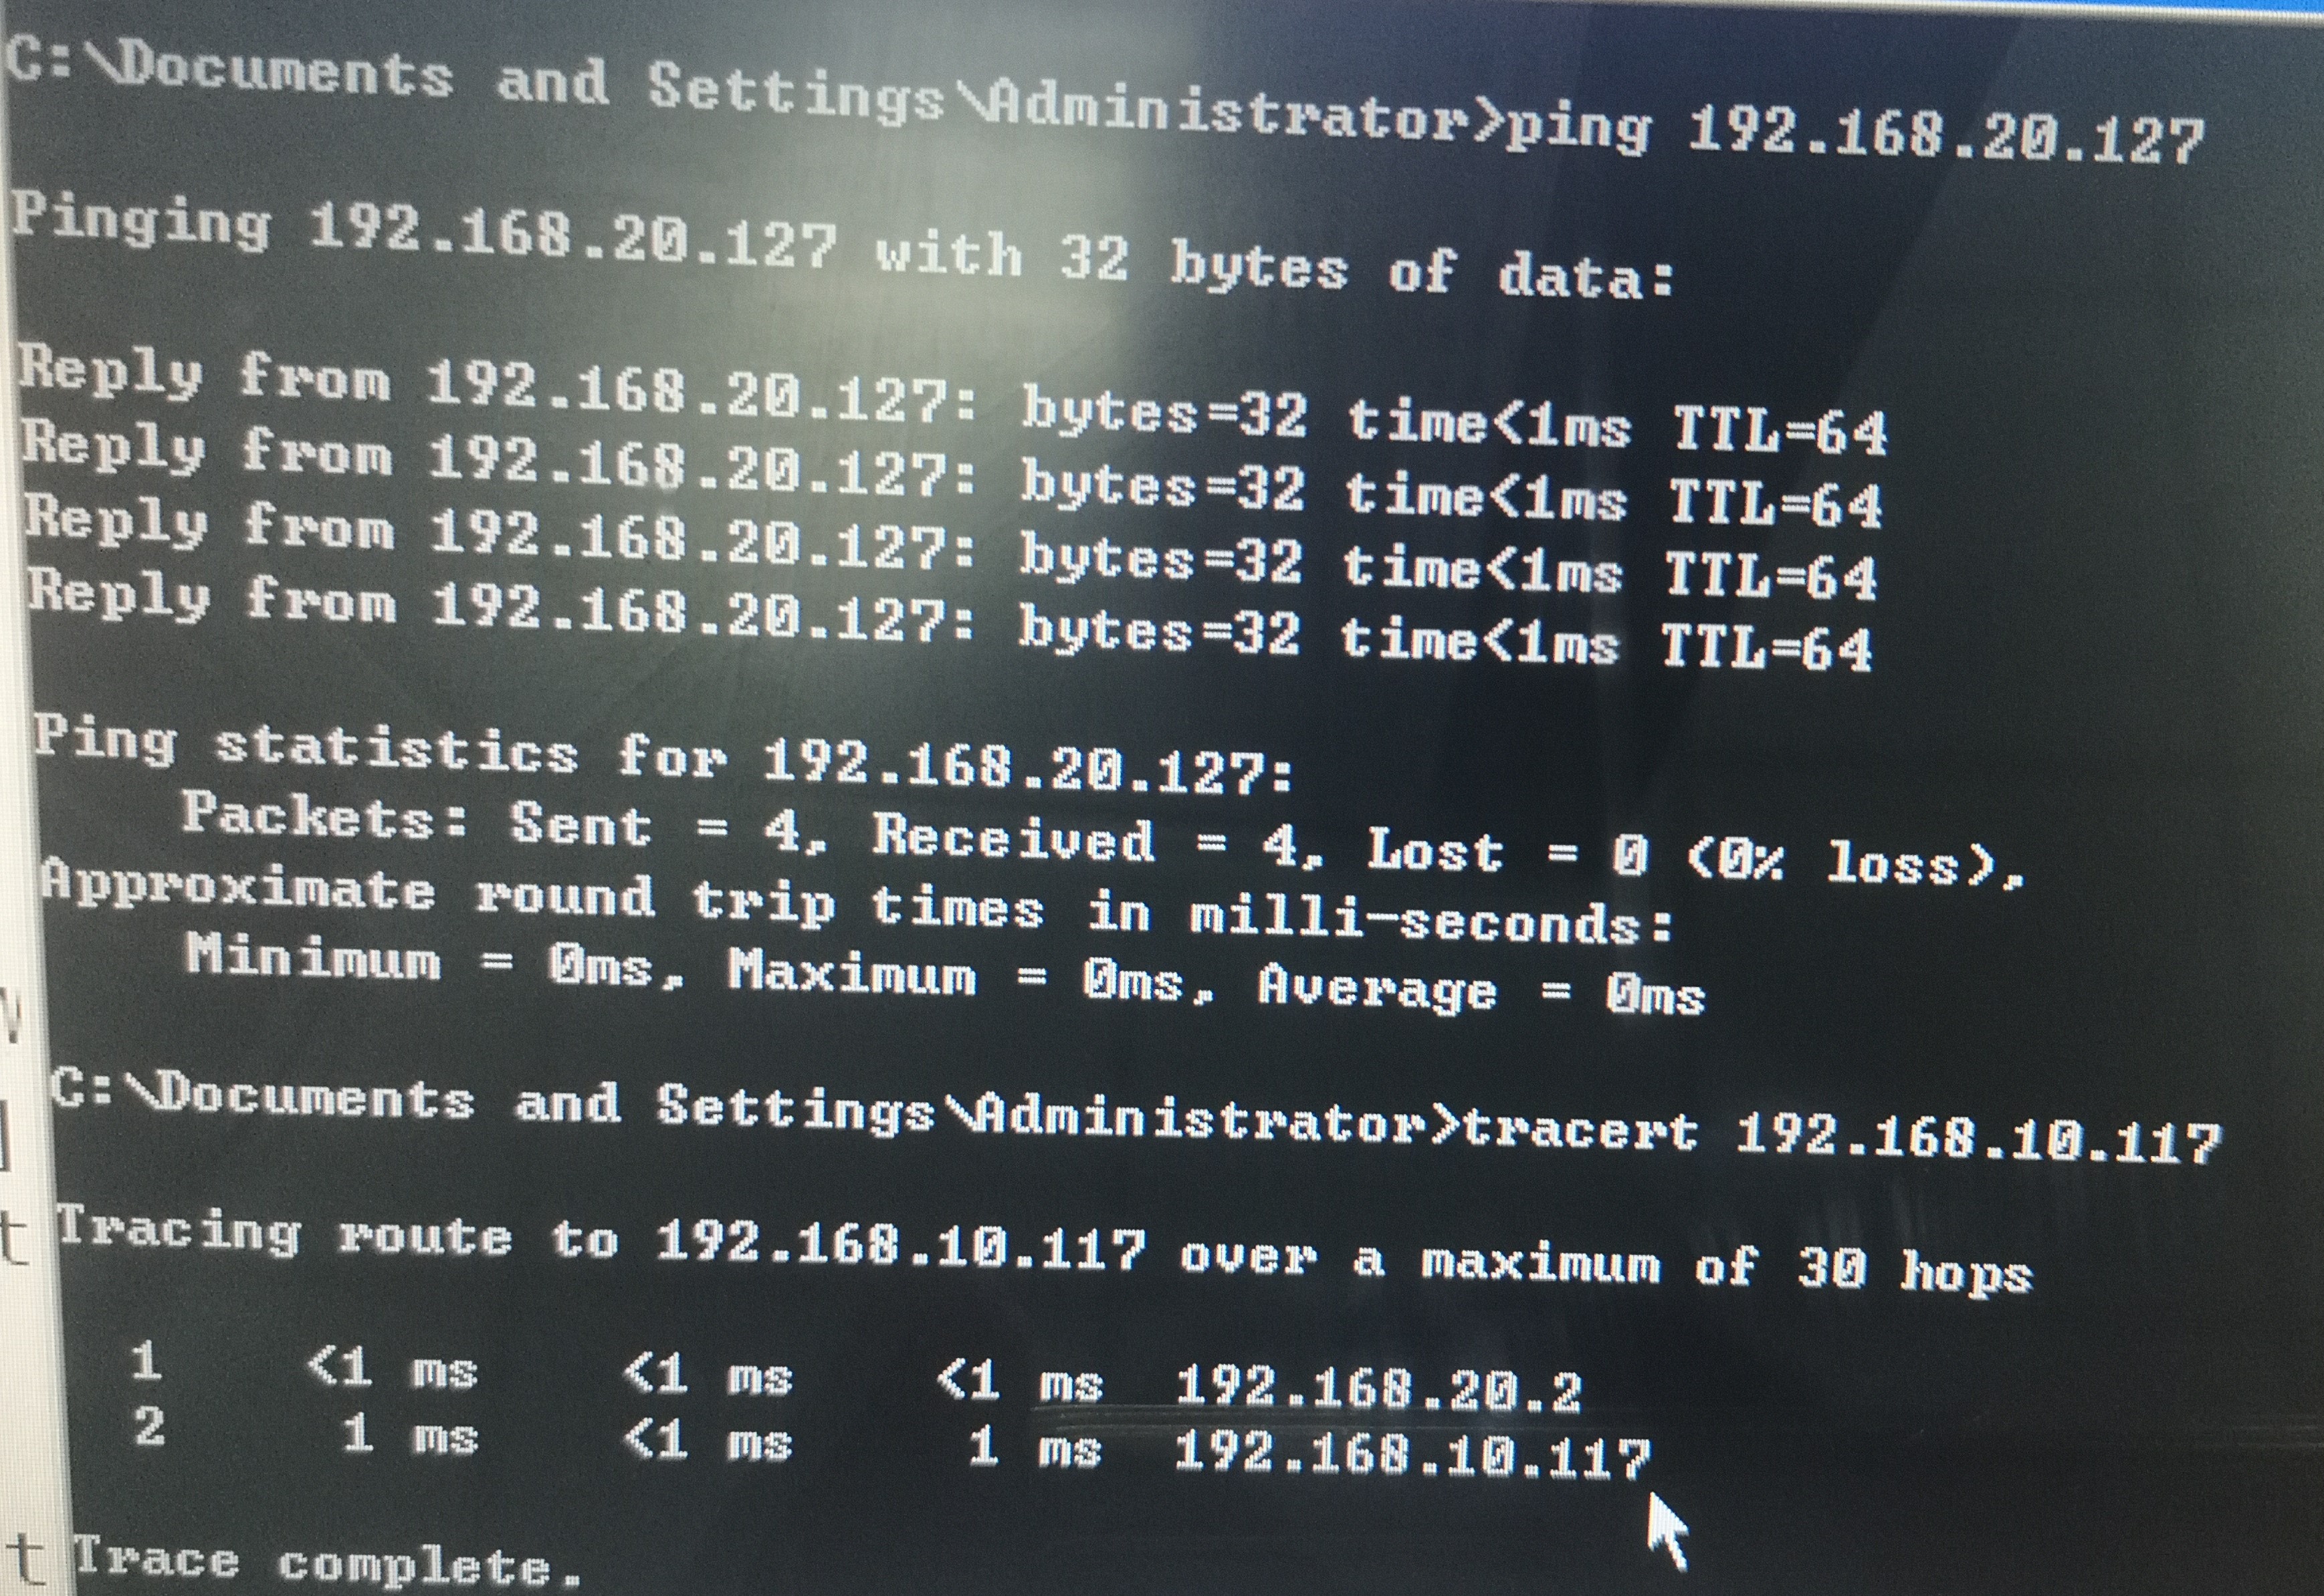 C:\Documents and Settings\Administrator>ping 192.168.20.127
Pinging 192.168.20.127 with 32 bytes of data:
Reply from 192.168.20.127: bytes=32 time<1ms TTL=64
Reply from 192.168.20.127: bytes=32 time<1ms TTL=64
Reply from 192.168.20.127: bytes=32 time<1ms TTL=64
Reply from 192.168.20.127: bytes=32 time<1ms TTL=64
Ping statistics for 192.168.20.127:
    Packets: Sent = 4, Received = 4, Lost = 0 (0% loss),
Approximate round trip times in milli-seconds:
    Minimum = 0ms, Maximum = 0ms, Average = 0ms
C:\Documents and Settings\Administrator>tracert 192.168.10.117
Tracing route to 192.168.10.117 over a maximum of 30 hops
  1    <1 ms    <1 ms    <1 ms  192.168.20.2
  2     1 ms    <1 ms     1 ms  192.168.10.117
Trace complete.